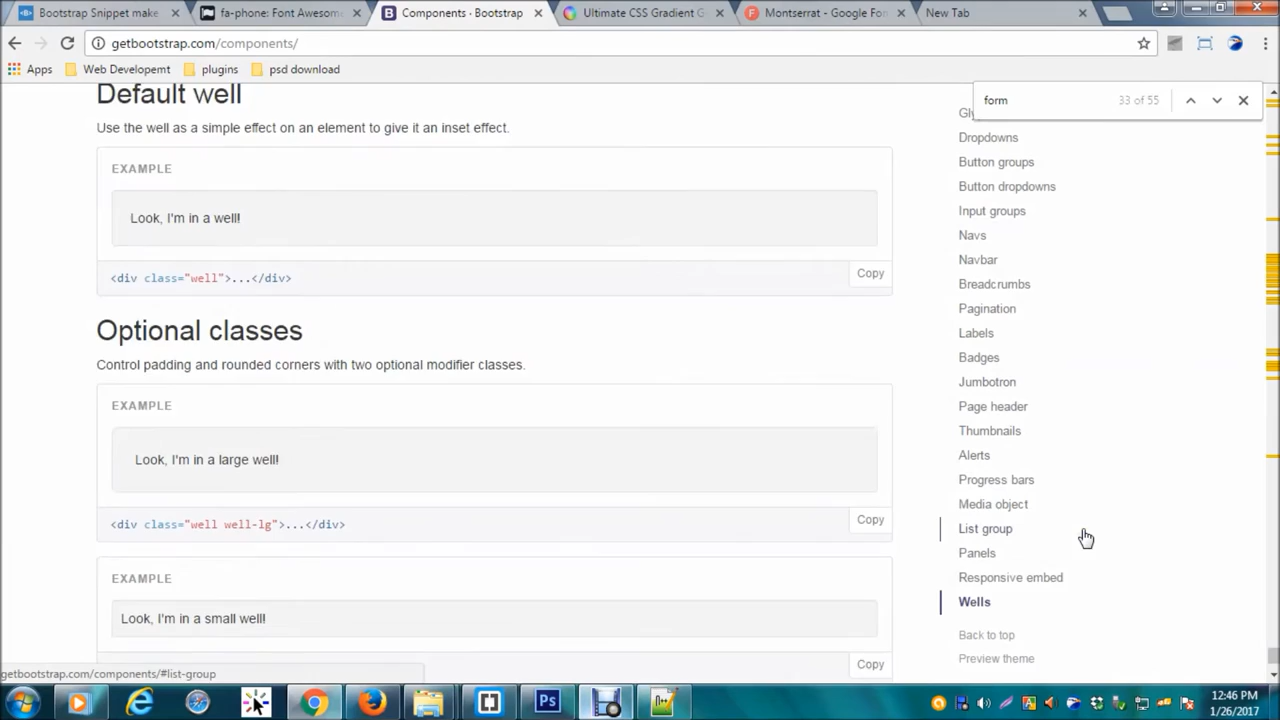 Bootstrap Snippet make
fa-phone: Font Awesom
Components · Bootstrap
Ultimate CSS Gradient G
Montserrat - Google Fon
New Tab
getbootstrap.com/components/
Apps
Web Developemt
plugins
psd download
form
33 of 55
Default well
Use the well as a simple effect on an element to give it an inset effect.
EXAMPLE
Look, I'm in a well!
<div class="well">...</div>
Copy
Optional classes
Control padding and rounded corners with two optional modifier classes.
EXAMPLE
Look, I'm in a large well!
<div class="well well-lg">...</div>
Copy
EXAMPLE
Look, I'm in a small well!
Copy
Dropdowns
Button groups
Button dropdowns
Input groups
Navs
Navbar
Breadcrumbs
Pagination
Labels
Badges
Jumbotron
Page header
Thumbnails
Alerts
Progress bars
Media object
List group
Panels
Responsive embed
Wells
Back to top
Preview theme
getbootstrap.com/components/#list-group
Ps
12:46 PM
1/26/2017